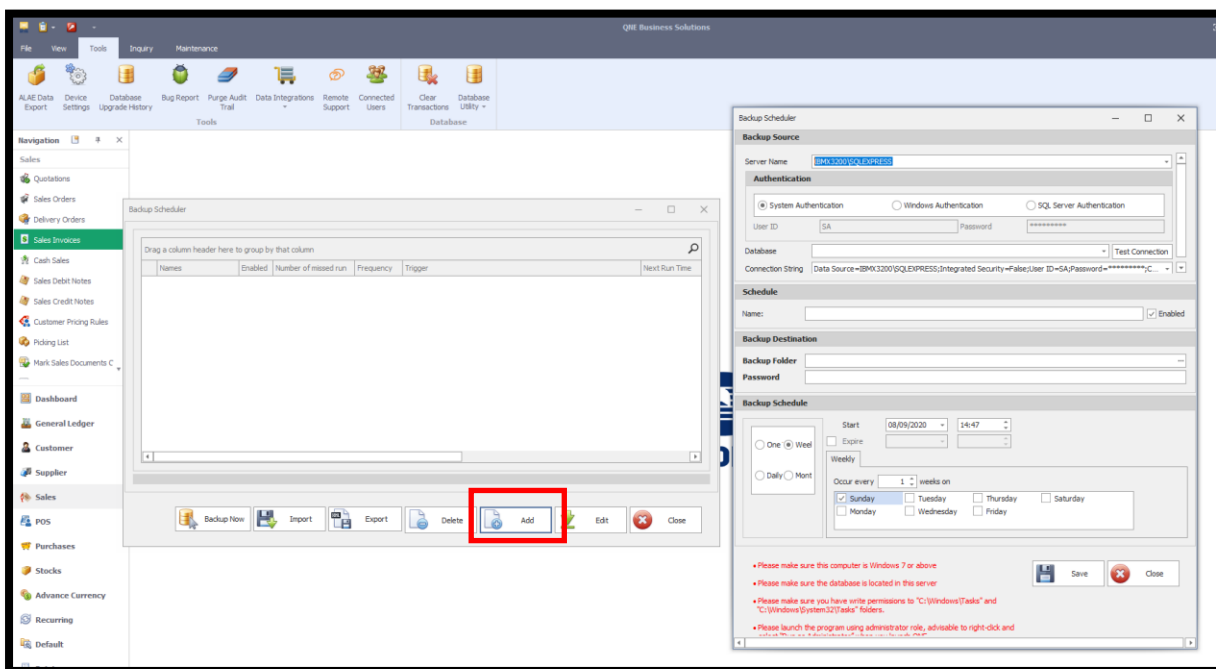 QNE Business Solutions
File View Tools Inquiry Maintenance
ALAE Data Export
Device Settings
Database Upgrade History
Bug Report
Purge Audit Trail
Data Integrations
Remote Support
Connected Users
Clear Transactions
Database Utility
Tools
Database
Navigation
Sales
Quotations
Sales Orders
Delivery Orders
Sales Invoices
Cash Sales
Sales Debit Notes
Sales Credit Notes
Customer Pricing Rules
Picking List
Mark Sales Documents C
Dashboard
General Ledger
Customer
Supplier
Sales
POS
Purchases
Stocks
Advance Currency
Recurring
Default
Backup Scheduler
Drag a column header here to group by that column
Names Enabled Number of missed run Frequency Trigger Next Run Time
Backup Now Import Export Delete Add Edit Close
Backup Scheduler
Backup Source
Server Name IBMX3200\SQLEXPRESS
Authentication
System Authentication Windows Authentication SQL Server Authentication
User ID SA Password *********
Database Test Connection
Connection String Data Source=IBMX3200\SQLEXPRESS;Integrated Security=False;User ID=SA;Password=*********;C...
Schedule
Name: Enabled
Backup Destination
Backup Folder
Password
Backup Schedule
Start 08/09/2020 14:47
One Weel Expire
Daily Mont
Weekly
Occur every 1 weeks on
Sunday Tuesday Thursday Saturday
Monday Wednesday Friday
• Please make sure this computer is Windows 7 or above
• Please make sure the database is located in this server
• Please make sure you have write permissions to "C:\Windows\Tasks" and
"C:\Windows\System32\Tasks" folders.
• Please launch the program using administrator role, advisable to right-click and
Save Close